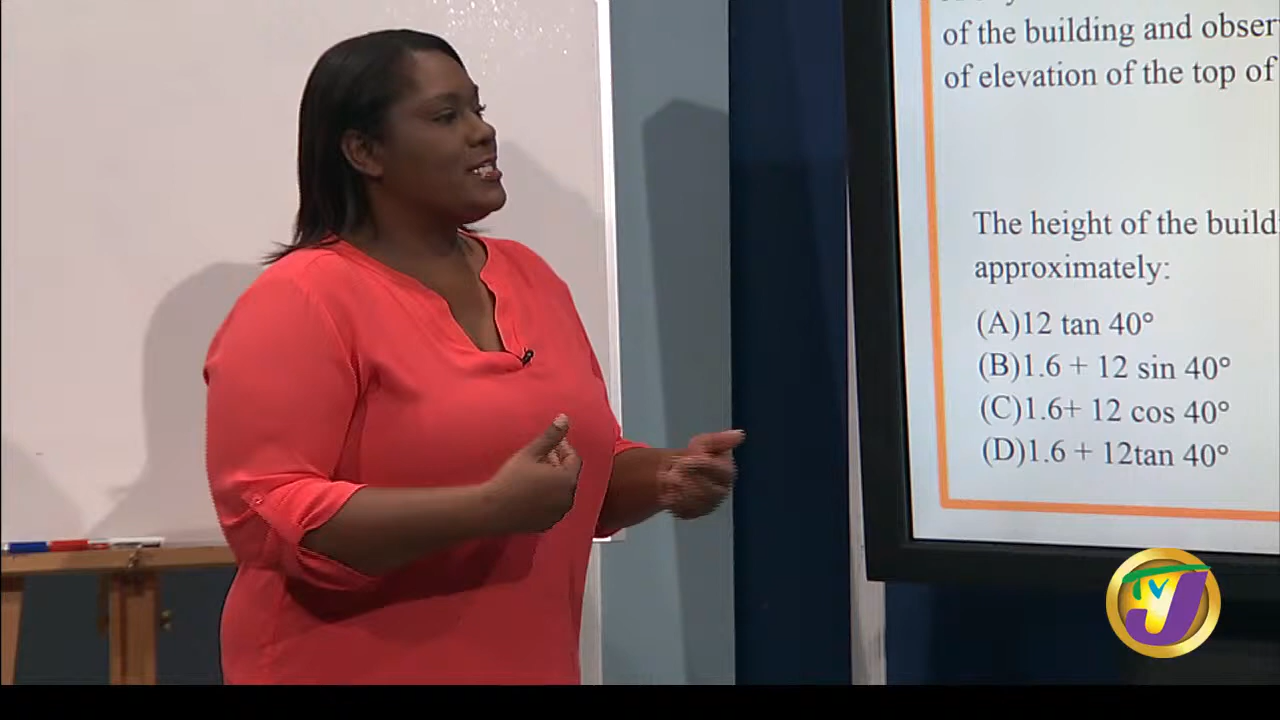 of the building and obser
of elevation of the top of
The height of the build
approximately:
(A)12 tan 40°
(B)1.6 + 12 sin 40°
(C)1.6+ 12 cos 40°
(D)1.6 + 12tan 40°
TVJ